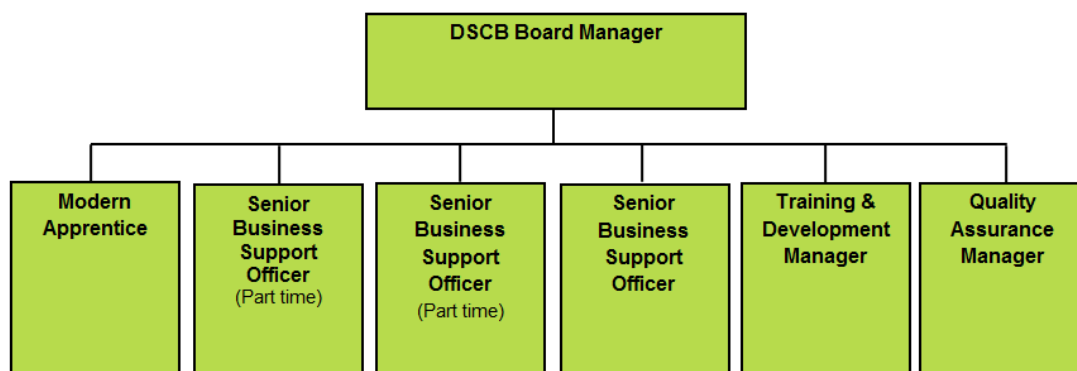 DSCB Board Manager
Modern
Apprentice
Senior
Business
Support
Officer
(Part time)
Senior
Business
Support
Officer
(Part time)
Senior
Business
Support
Officer
Training &
Development
Manager
Quality
Assurance
Manager